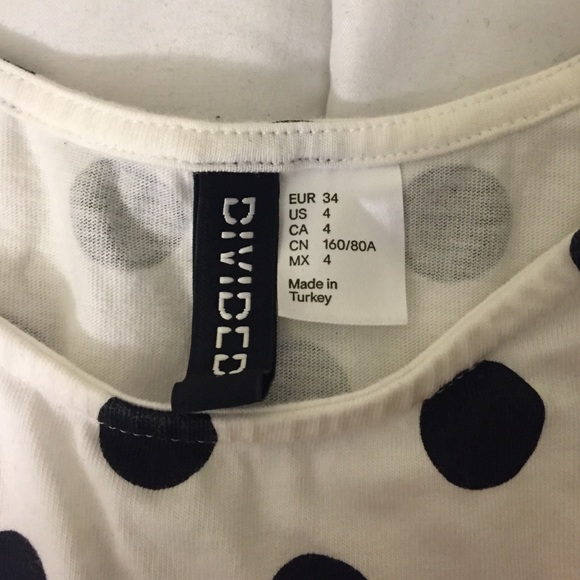 DIVIDED
EUR 34
US 4
CA 4
CN 160/80A
MX 4
Made in
Turkey